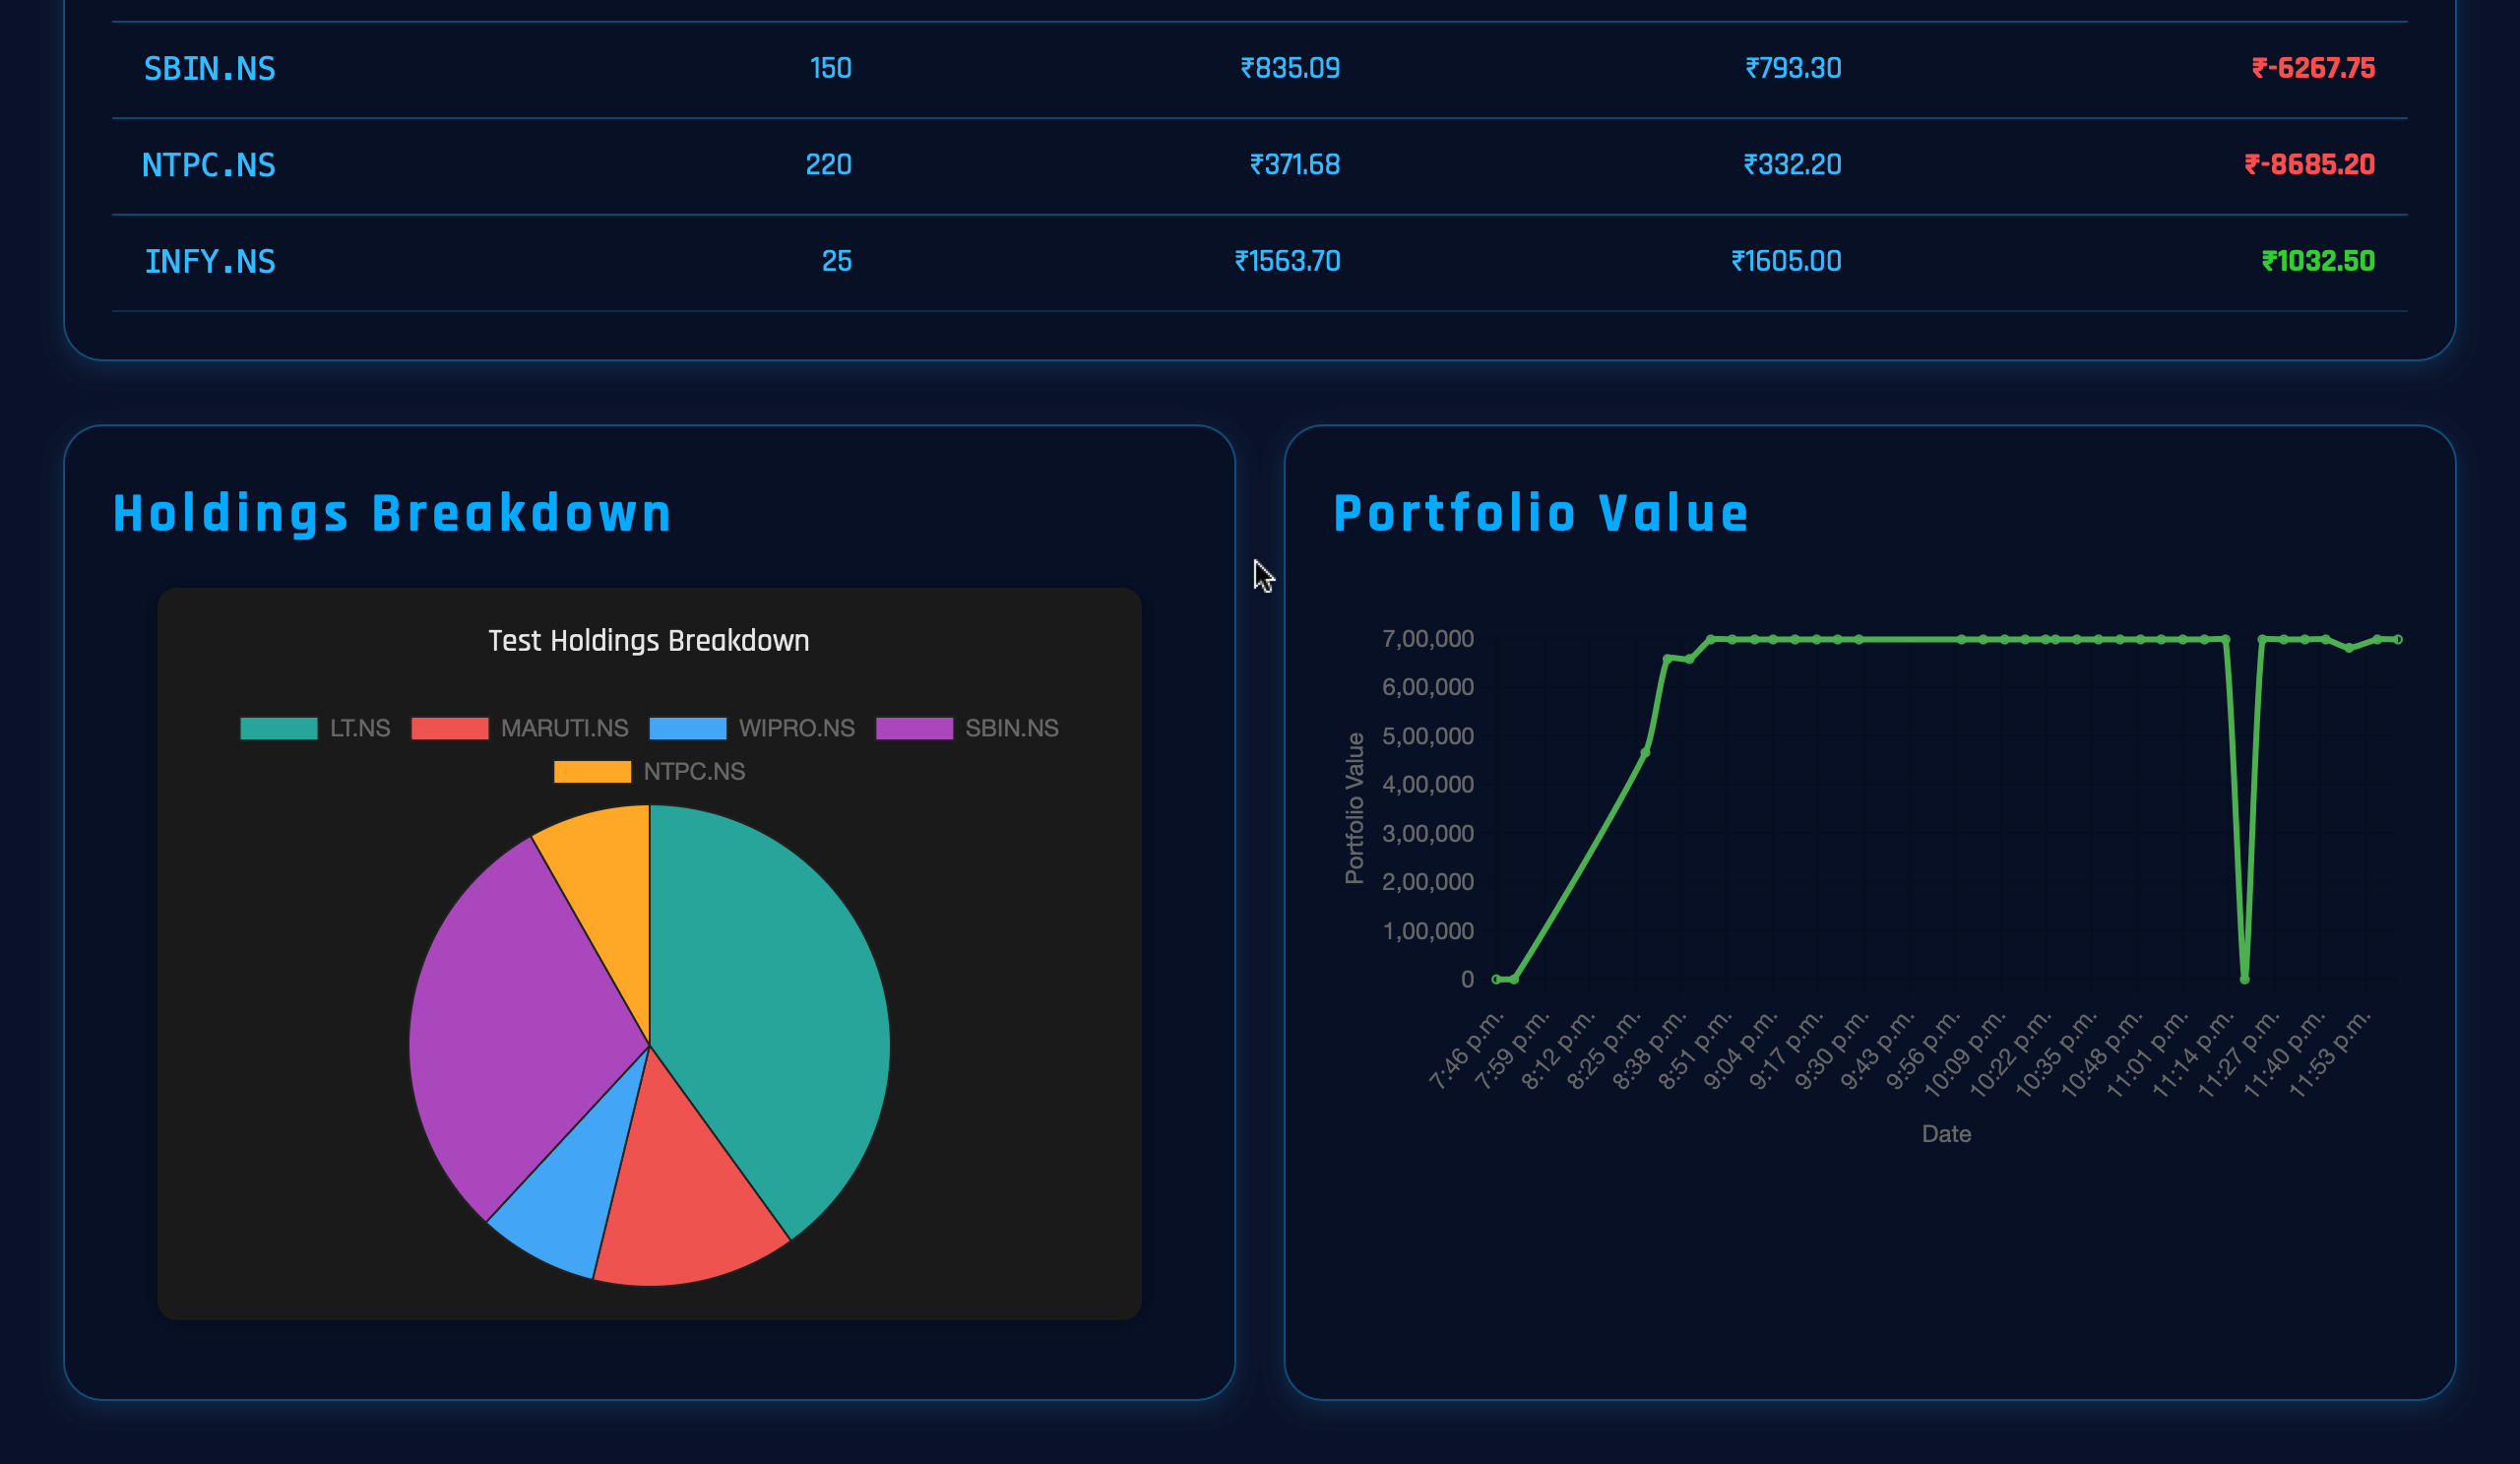 SBIN.NS 150 ₹835.09 ₹793.30 ₹-6267.75
NTPC.NS 220 ₹371.68 ₹332.20 ₹-8685.20
INFY.NS 25 ₹1563.70 ₹1605.00 ₹1032.50
Holdings Breakdown
Test Holdings Breakdown
LT.NS MARUTI.NS WIPRO.NS SBIN.NS
NTPC.NS
Portfolio Value
Portfolio Value
7,00,000
6,00,000
5,00,000
4,00,000
3,00,000
2,00,000
1,00,000
0
7:46 p.m. 7:59 p.m. 8:12 p.m. 8:25 p.m. 8:38 p.m. 8:51 p.m. 9:04 p.m. 9:17 p.m. 9:30 p.m. 9:43 p.m. 9:56 p.m. 10:09 p.m. 10:22 p.m. 10:35 p.m. 10:48 p.m. 11:01 p.m. 11:14 p.m. 11:27 p.m. 11:40 p.m. 11:53 p.m.
Date